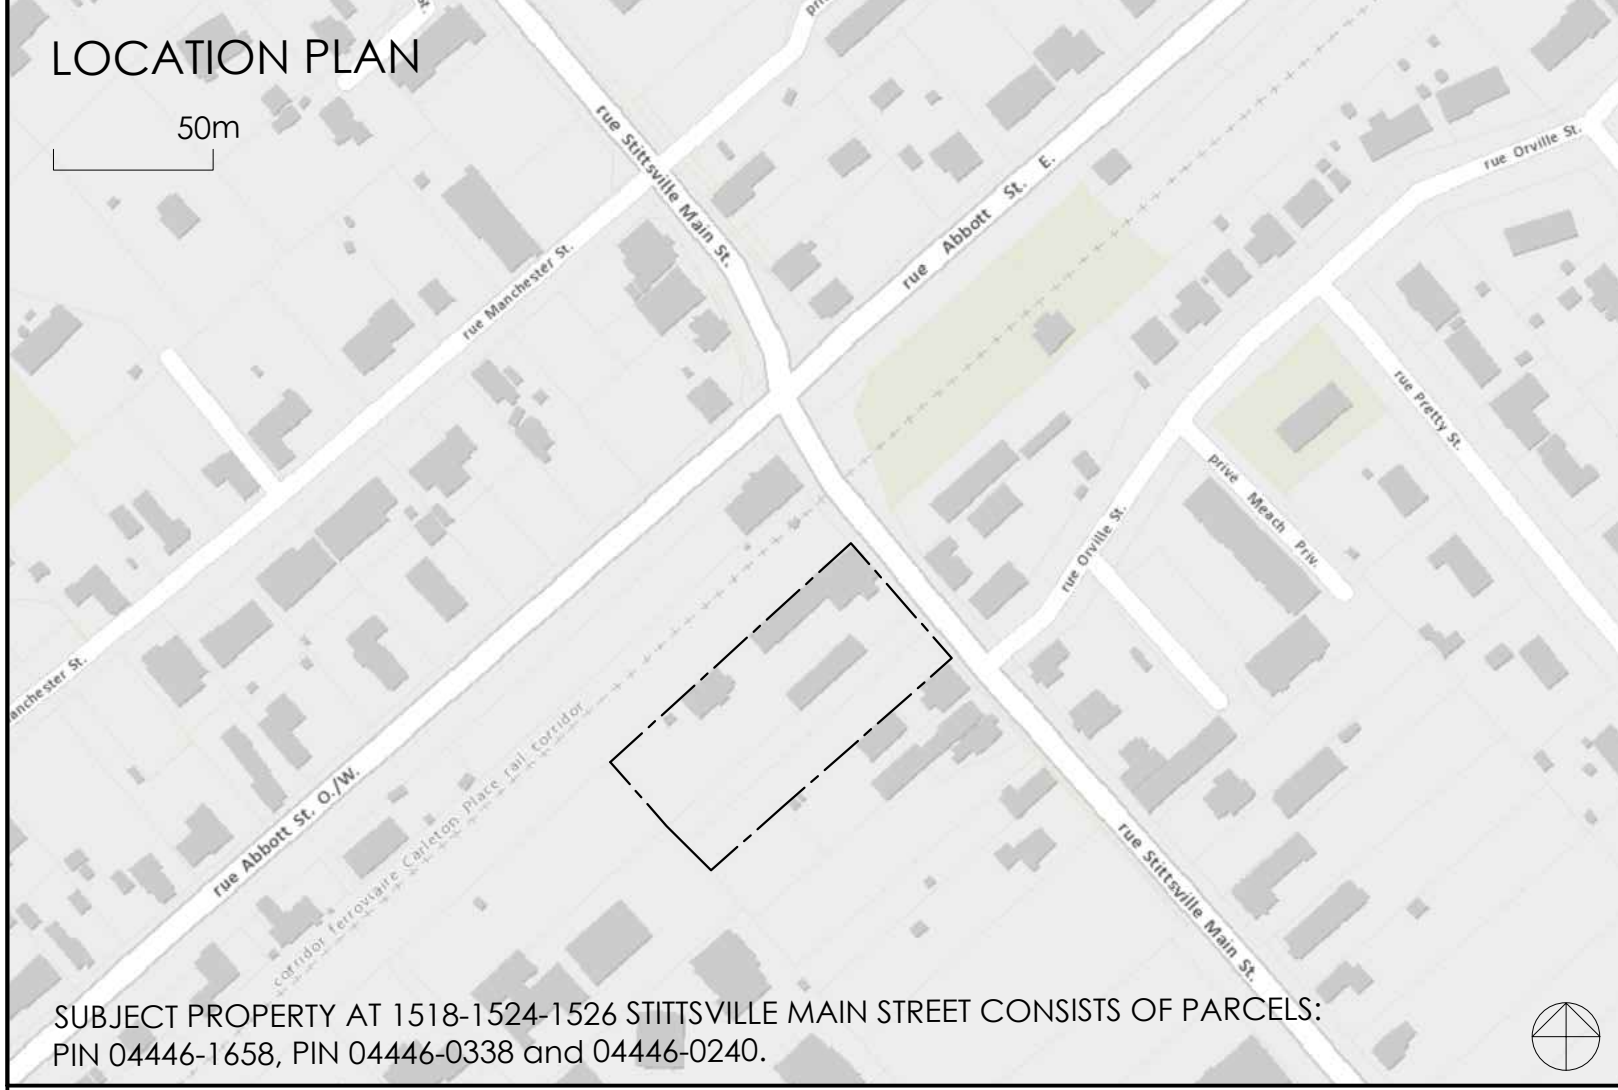 LOCATION PLAN
50m
rue Stittsville Main St.
rue Manchester St.
rue Abbott St. E.
rue Orville St.
rue Pretty St.
privé Meach Priv.
rue Orville St.
anchester St.
rue Abbott St. O./W.
corridor ferroviaire Carleton Place rail corridor
rue Stittsville Main St.
SUBJECT PROPERTY AT 1518-1524-1526 STITTSVILLE MAIN STREET CONSISTS OF PARCELS:
PIN 04446-1658, PIN 04446-0338 and 04446-0240.